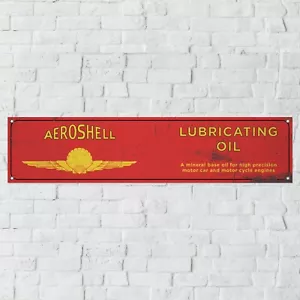 AEROSHELL
LUBRICATING
OIL
A mineral base oil for high precision
motor car and motor cycle engines